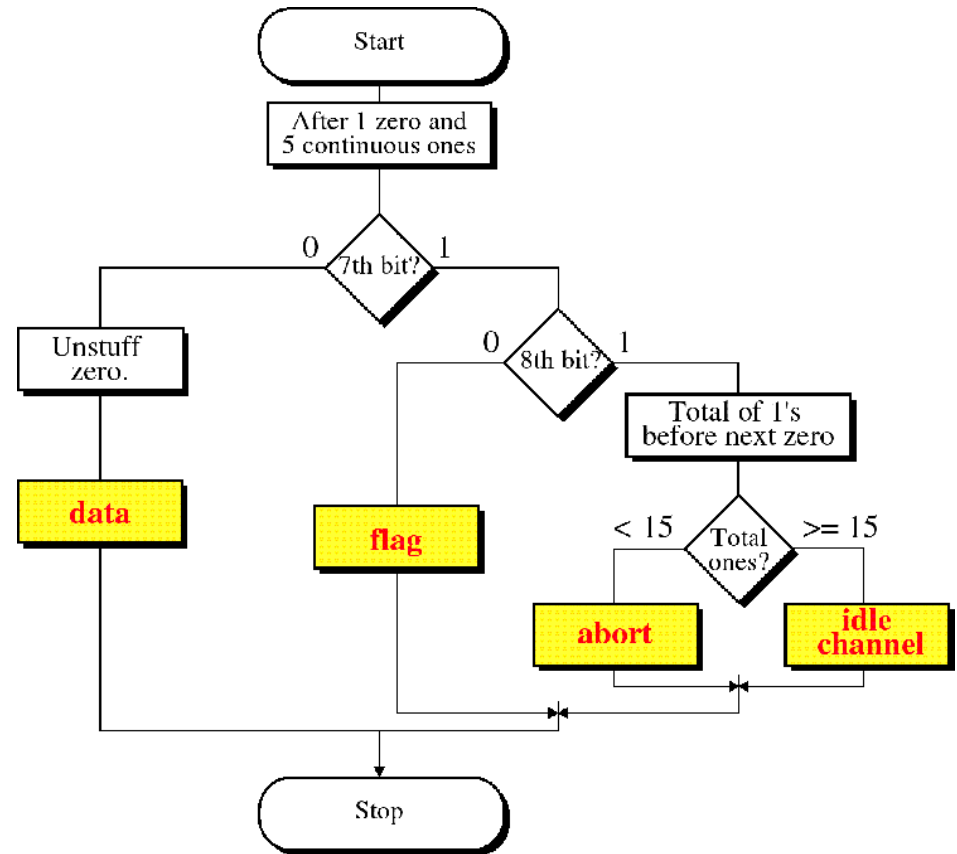 Start
After 1 zero and
5 continuous ones
0
1
7th bit?
Unstuff
zero.
0
1
8th bit?
Total of 1's
before next zero
data
flag
< 15
>= 15
Total
ones?
abort
idle
channel
Stop